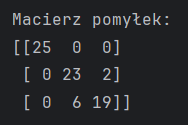 Macierz pomyłek:
[[25  0  0]
 [ 0 23  2]
 [ 0  6 19]]